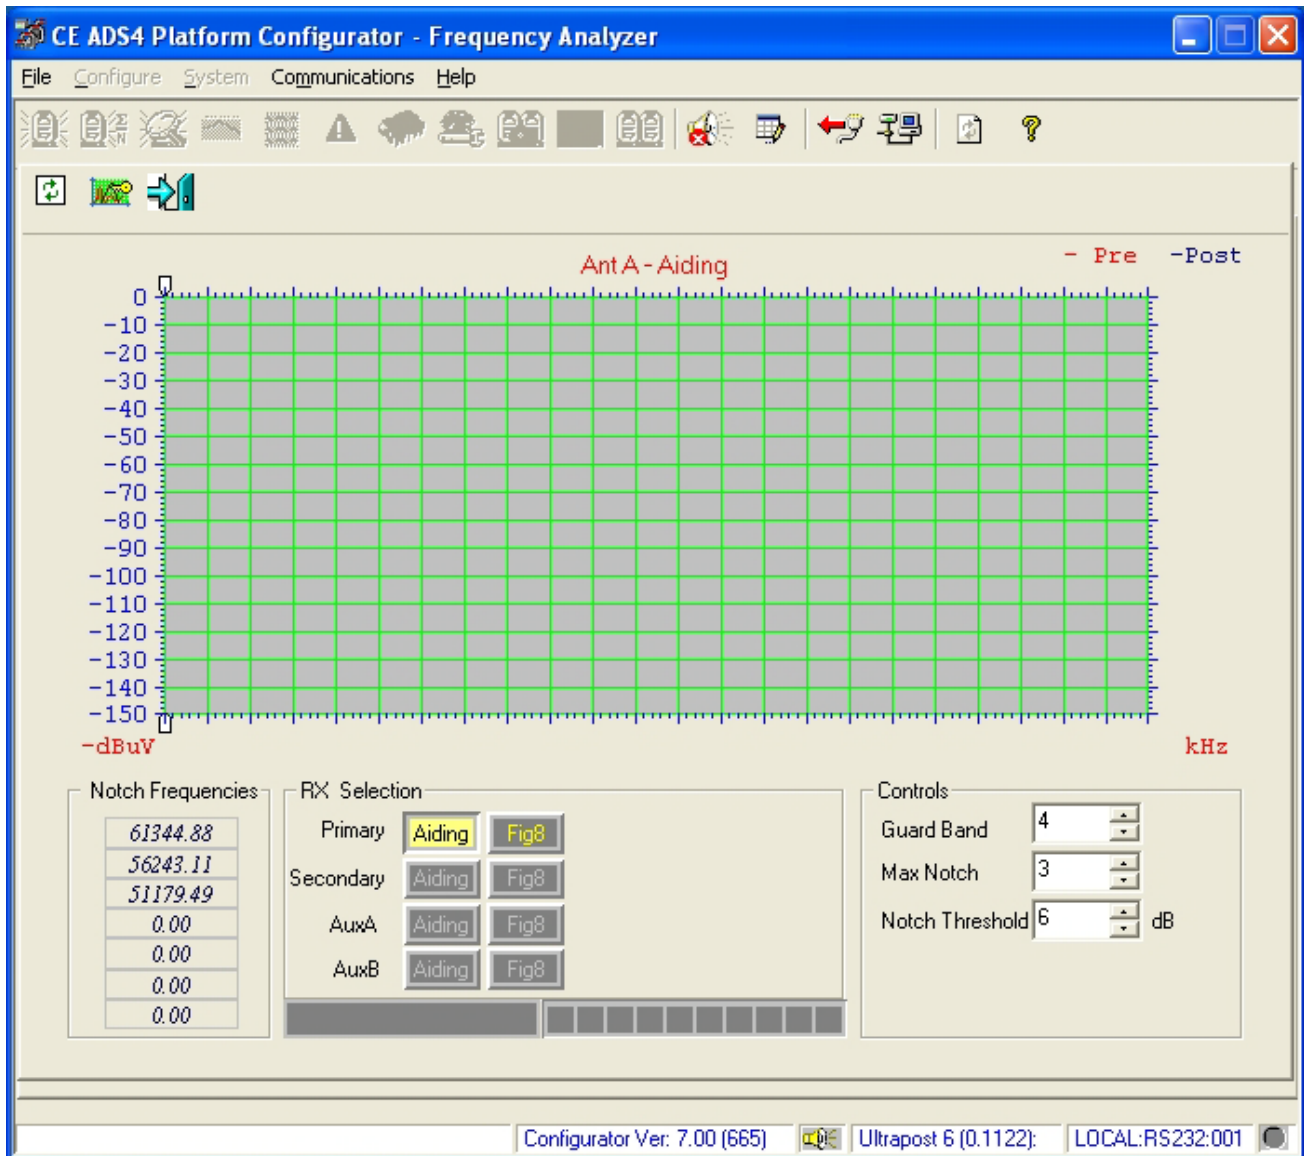 CE ADS4 Platform Configurator - Frequency Analyzer
File Configure System Communications Help
Ant A - Aiding
- Pre -Post
0
-10
-20
-30
-40
-50
-60
-70
-80
-90
-100
-110
-120
-130
-140
-150
-dBuV
kHz
Notch Frequencies
61344.88
56243.11
51179.49
0.00
0.00
0.00
0.00
RX Selection
Primary Aiding Fig8
Secondary Aiding Fig8
AuxA Aiding Fig8
AuxB Aiding Fig8
Controls
Guard Band 4
Max Notch 3
Notch Threshold 6 dB
Configurator Ver: 7.00 (665) Ultrapost 6 (0.1122): LOCAL:RS232:001